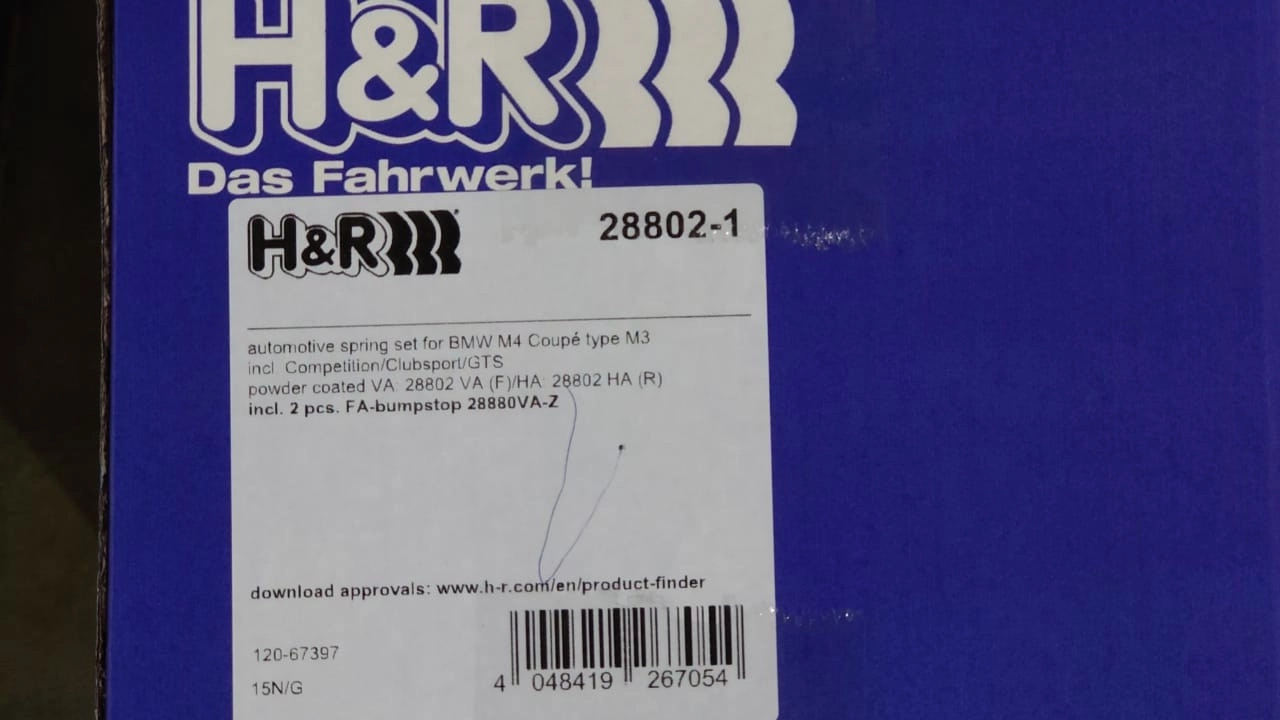 H&R
Das Fahrwerk!
H&R
28802-1
automotive spring set for BMW M4 Coupé type M3
incl. Competition/Clubsport/GTS
powder coated VA: 28802 VA (F)/HA: 28802 HA (R)
incl. 2 pcs. FA-bumpstop 28880VA-Z
download approvals: www.h-r.com/en/product-finder
120-67397
15N/G
4 048419 267054